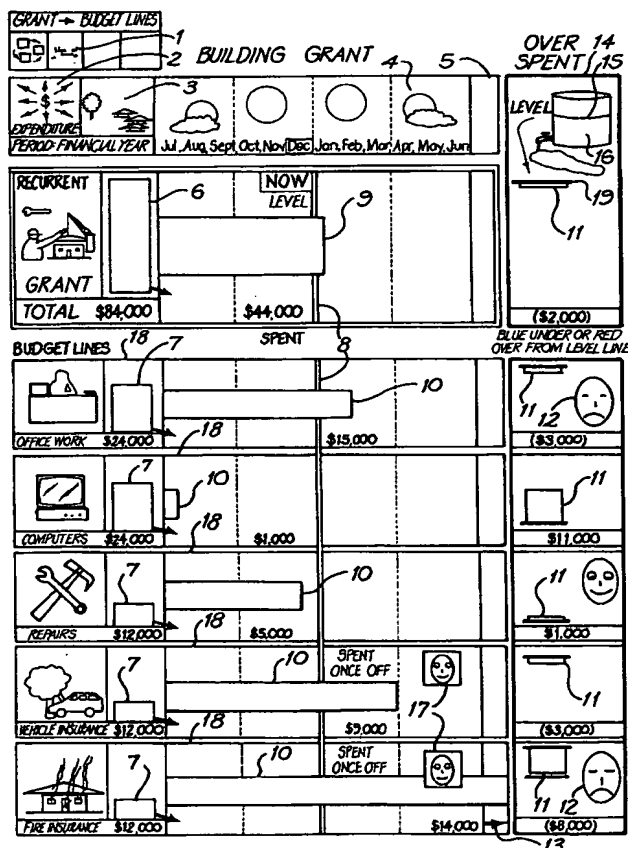 GRANT → BUDGET LINES
1
2
BUILDING GRANT
OVER SPENT
14
15
3
4
5
$
EXPENDITURE
PERIOD: FINANCIAL YEAR
Jul, Aug, Sept, Oct, Nov, Dec, Jan, Feb, Mar, Apr, May, Jun
LEVEL
16
19
11
RECURRENT
6
NOW
LEVEL
9
GRANT
TOTAL $84,000 $44,000 ($2,000)
SPENT
8
BLUE UNDER OR RED
OVER FROM LEVEL LINE
BUDGET LINES
18
7
10
11
12
OFFICE WORK $24,000 $15,000 ($3,000)
18
7
10
11
COMPUTERS $24,000 $1,000 $11,000
18
7
10
11
REPAIRS $12,000 $5,000 $1,000
18
7
10
SPENT
ONCE OFF
17
11
VEHICLE INSURANCE $12,000 $9,000 ($3,000)
18
7
10
SPENT
ONCE OFF
11
12
FIRE INSURANCE $12,000 $14,000 ($8,000)
13